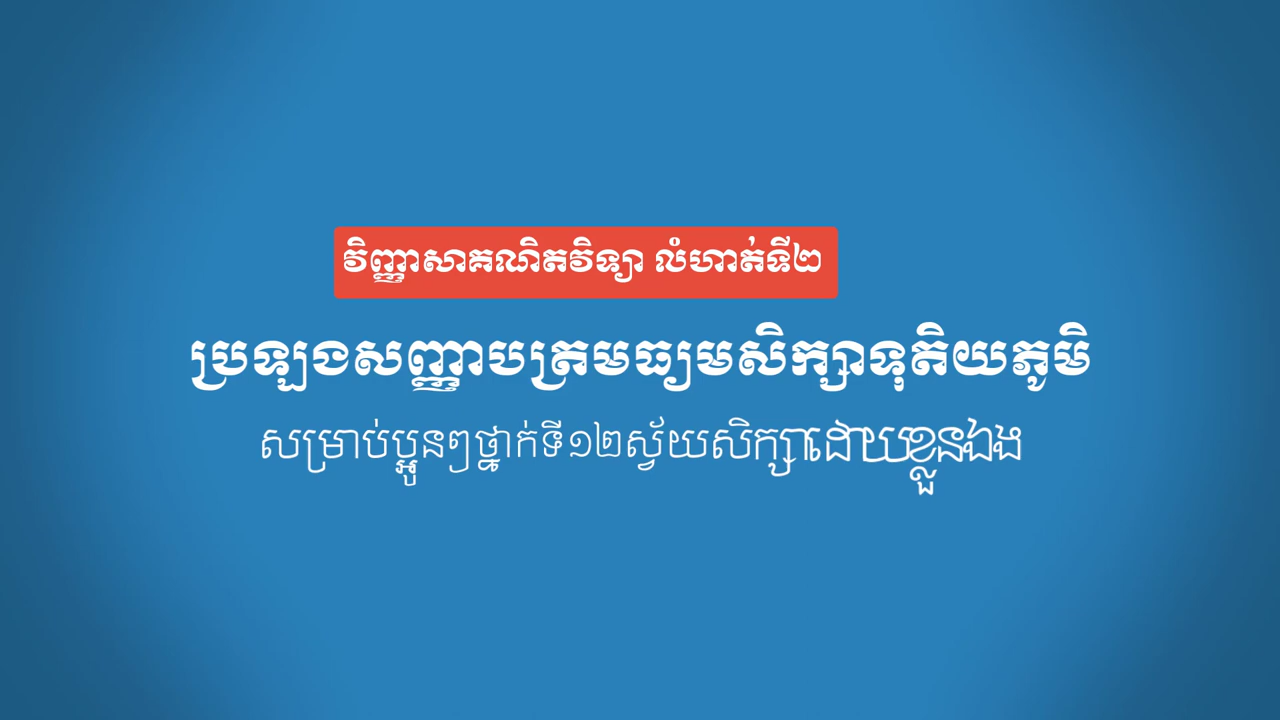 វិញ្ញាសាគណិតវិទ្យា លំហាត់ទី២
ប្រឡងសញ្ញាបត្រមធ្យមសិក្សាទុតិយភូមិ
សម្រាប់ប្អូនៗថ្នាក់ទី១២ស្វ័យសិក្សាដោយខ្លួនឯង